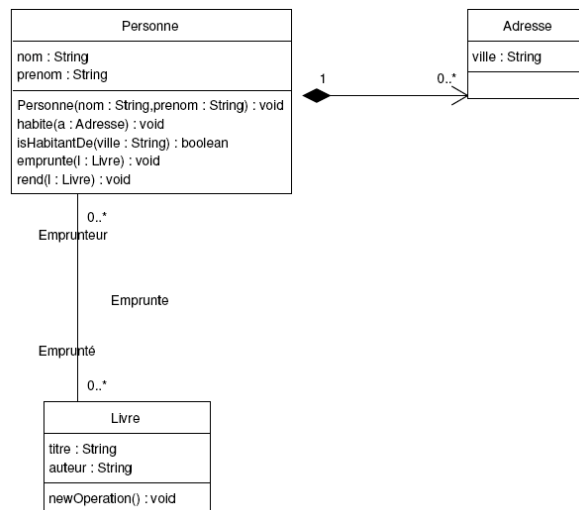 Personne
nom : String
prenom : String
Personne(nom : String,prenom : String) : void
habite(a : Adresse) : void
isHabitantDe(ville : String) : boolean
emprunte(l : Livre) : void
rend(l : Livre) : void
1
0..*
Adresse
ville : String
0..*
Emprunteur
Emprunte
Emprunté
0..*
Livre
titre : String
auteur : String
newOperation() : void